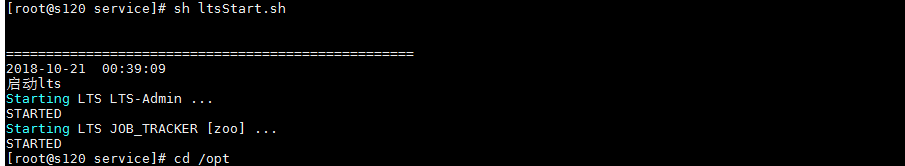 [root@s120 service]# sh ltsStart.sh
===================================================
2018-10-21  00:39:09
启动lts
Starting LTS LTS-Admin ...
STARTED
Starting LTS JOB_TRACKER [zoo] ...
STARTED
[root@s120 service]# cd /opt